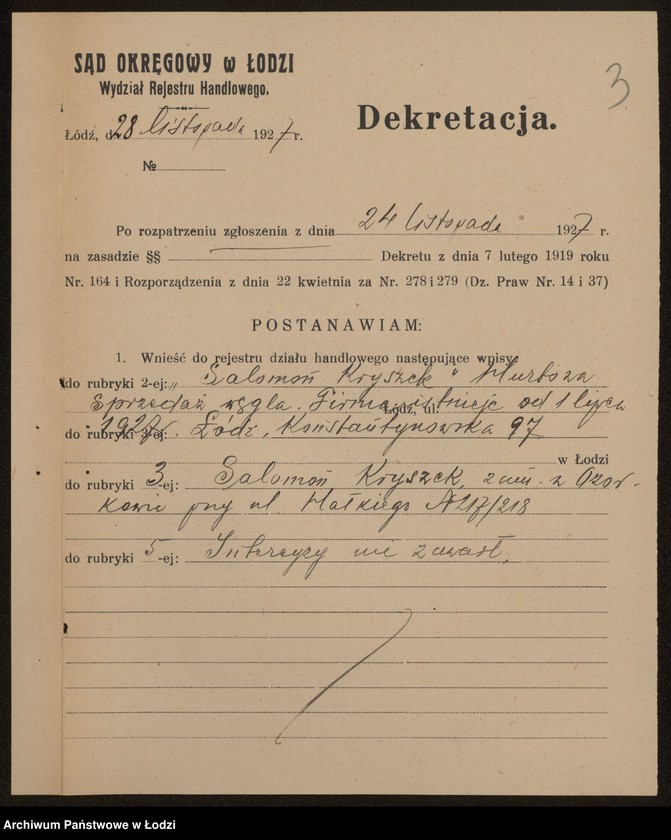 SĄD OKRĘGOWY w ŁODZI
Wydział Rejestru Handlowego.
3
Dekretacja.
Łódź, d. 28 listopada 1927 r.
№
Po rozpatrzeniu zgłoszenia z dnia 24 listopada 1927 r.
na zasadzie §§ Dekretu z dnia 7 lutego 1919 roku
Nr. 164 i Rozporządzenia z dnia 22 kwietnia za Nr. 278 i 279 (Dz. Praw Nr. 14 i 37)
POSTANAWIAM:
1. Wnieść do rejestru działu handlowego następujące wpisy:
do rubryki 2-ej: „Salomon Kryszek" Hurtowa
sprzedaż węgla. Firma istnieje od 1 lipca
Łódź, ul.
do rubryki 1927 r. Łódź, Konstantynowska 97
w Łodzi
do rubryki 3-ej: Salomon Kryszek, zam. z Ozor-
kowie przy ul № 217/218
do rubryki 5-ej: Intercyzy nie zawarł.
Archiwum Państwowe w Łodzi